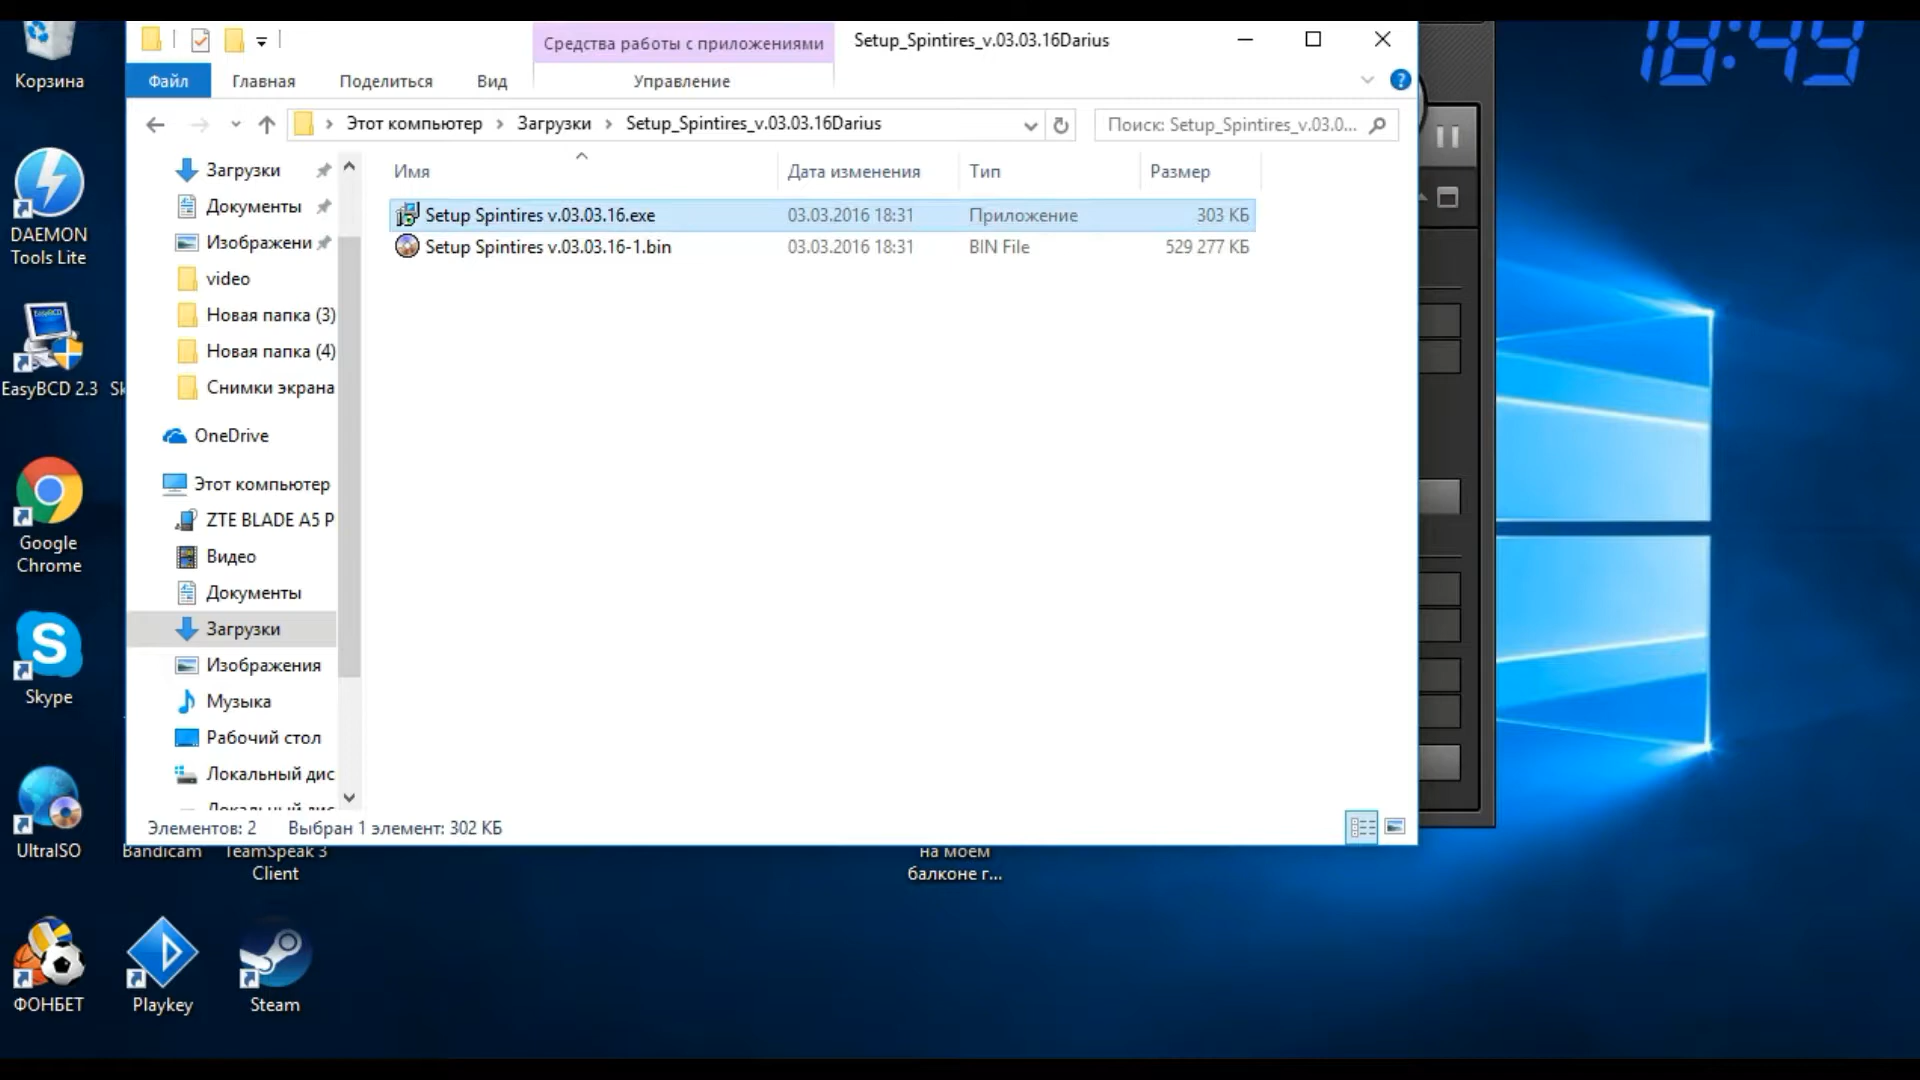 Корзина
Средства работы с приложениями
Setup_Spintires_v.03.03.16Darius
18:49
Файл
Главная
Поделиться
Вид
Управление
?
Этот компьютер
Загрузки
Setup_Spintires_v.03.03.16Darius
Поиск: Setup_Spintires_v.03.0...
Имя
Дата изменения
Тип
Размер
Setup Spintires v.03.03.16.exe
03.03.2016 18:31
Приложение
303 КБ
Setup Spintires v.03.03.16-1.bin
03.03.2016 18:31
BIN File
529 277 КБ
Загрузки
Документы
Изображени
video
Новая папка (3)
Новая папка (4)
Снимки экрана
OneDrive
Этот компьютер
ZTE BLADE A5 P
Видео
Документы
Загрузки
Изображения
Музыка
Рабочий стол
Локальный дис
Элементов: 2
Выбран 1 элемент: 302 КБ
DAEMON
Tools Lite
EasyBCD 2.3
Sk
Google
Chrome
S
Skype
UltraISO
Bandicam
TeamSpeak 3
Client
на моем
балконе г...
ФОНБЕТ
Playkey
Steam